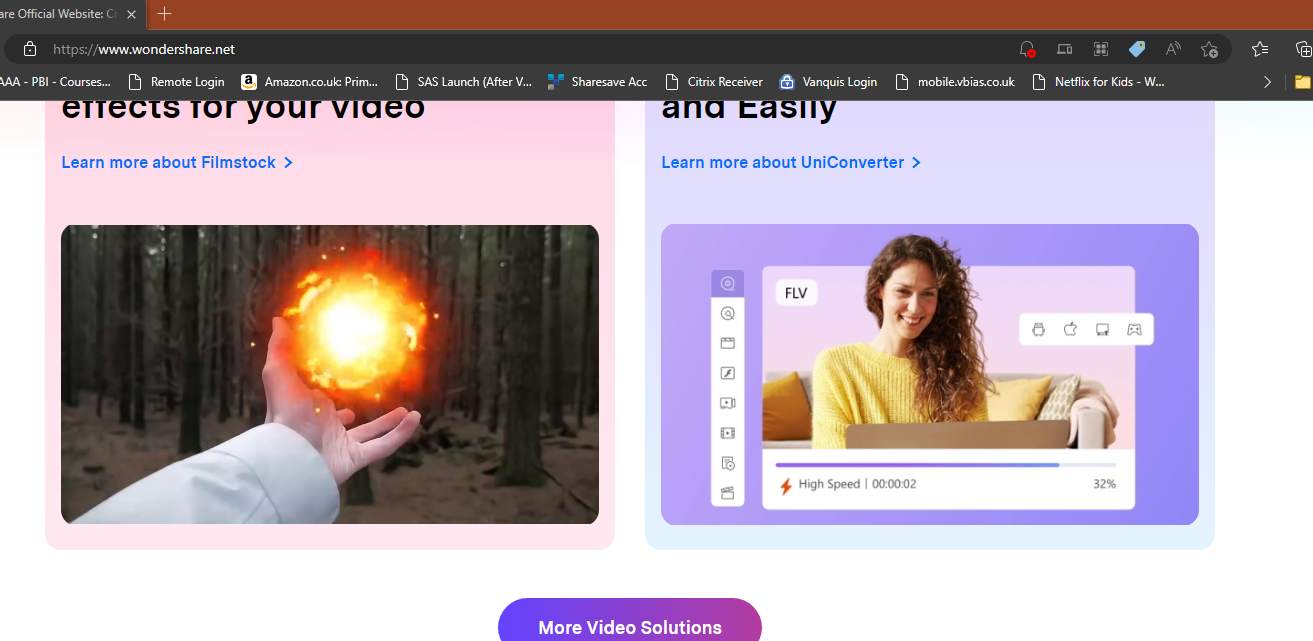 are Official Website: Cr
https://www.wondershare.net
AAA - PBI - Courses...
Remote Login
Amazon.co.uk: Prim...
SAS Launch (After V...
Sharesave Acc
Citrix Receiver
Vanquis Login
mobile.vbias.co.uk
Netflix for Kids - W...
effects for your video
and Easily
Learn more about Filmstock >
Learn more about UniConverter >
FLV
High Speed | 00:00:02
32%
More Video Solutions